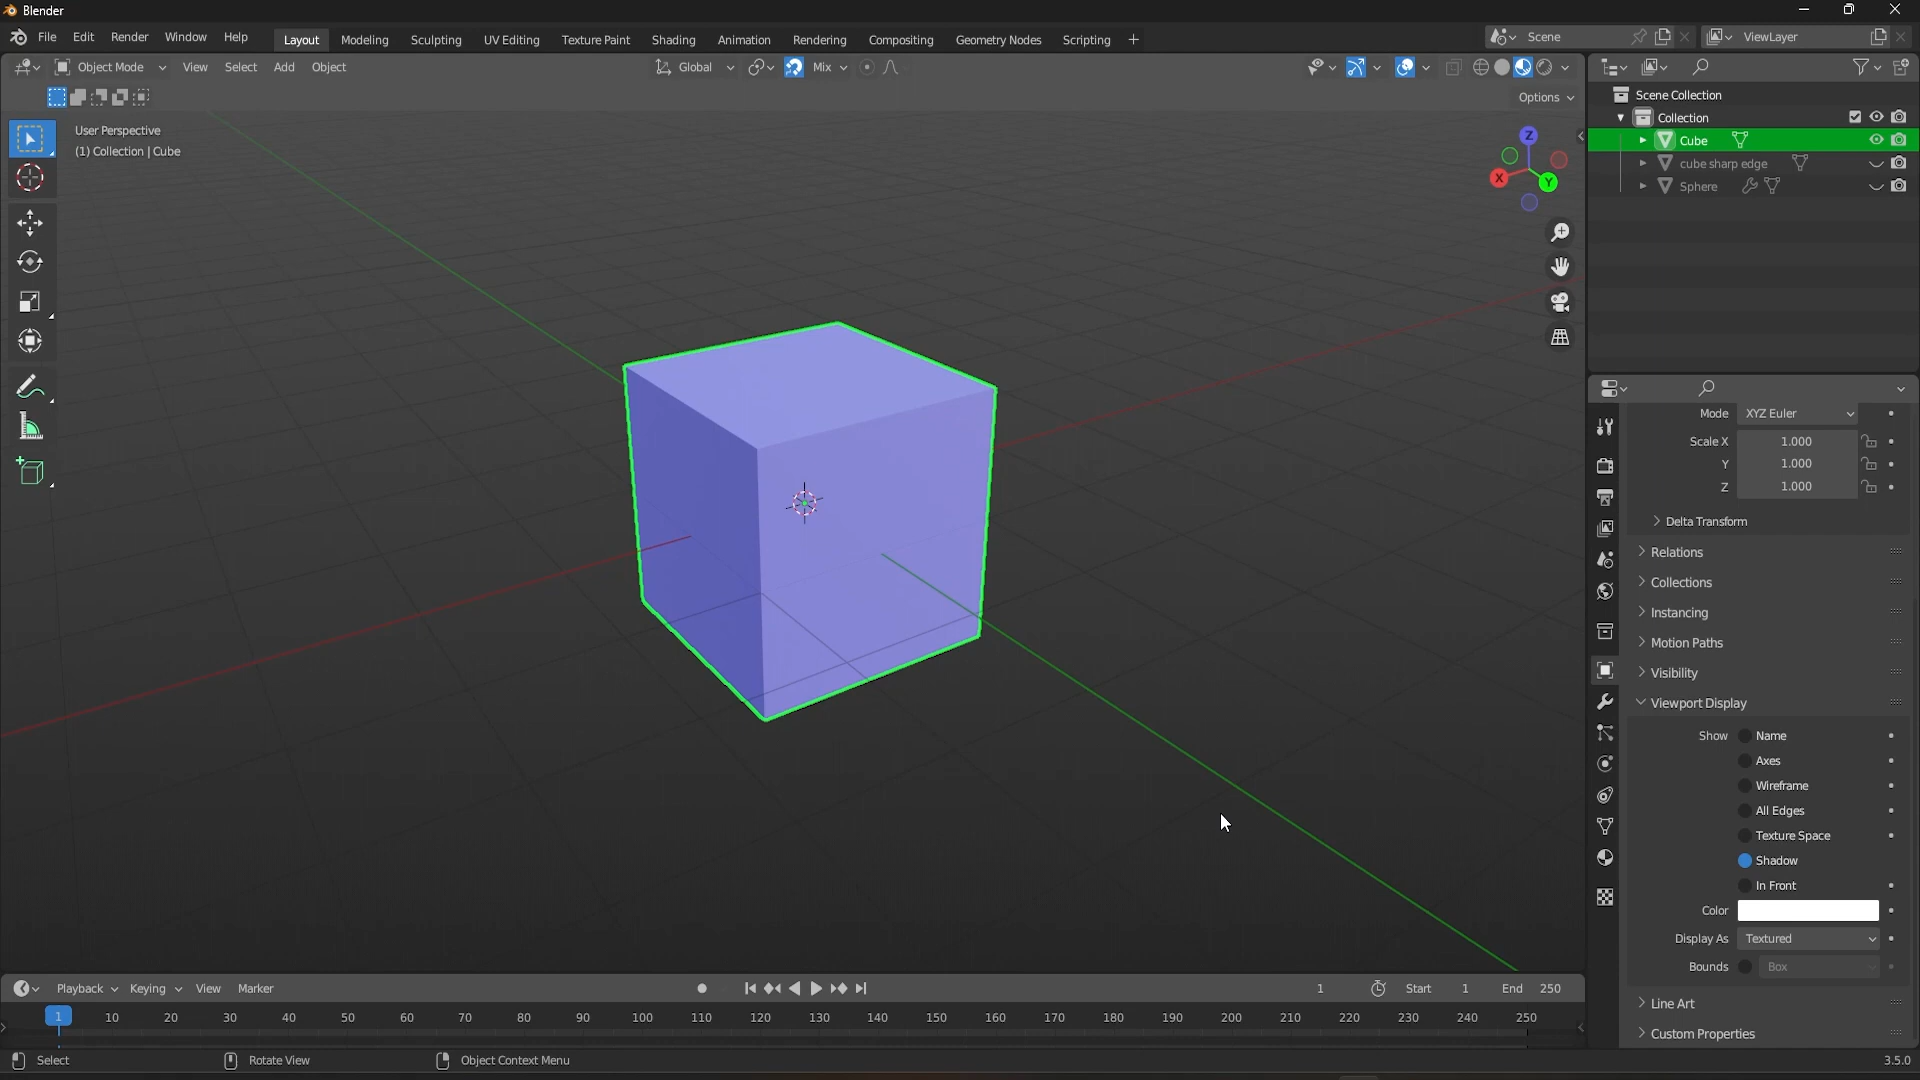 Blender
File Edit Render Window Help Layout Modeling Sculpting UV Editing Texture Paint Shading Animation Rendering Compositing Geometry Nodes Scripting + Scene ViewLayer
Object Mode View Select Add Object Global Mix
Options
User Perspective
(1) Collection | Cube
Z
X
Y
Scene Collection
Collection
Cube
cube sharp edge
Sphere
Mode XYZ Euler
Scale X 1.000
Y 1.000
Z 1.000
Delta Transform
Relations
Collections
Instancing
Motion Paths
Visibility
Viewport Display
Show Name
Axes
Wireframe
All Edges
Texture Space
Shadow
In Front
Color
Display As Textured
Bounds Box
Line Art
Custom Properties
Playback Keying View Marker 1 Start 1 End 250
1 10 20 30 40 50 60 70 80 90 100 110 120 130 140 150 160 170 180 190 200 210 220 230 240 250
Select Rotate View Object Context Menu 3.5.0